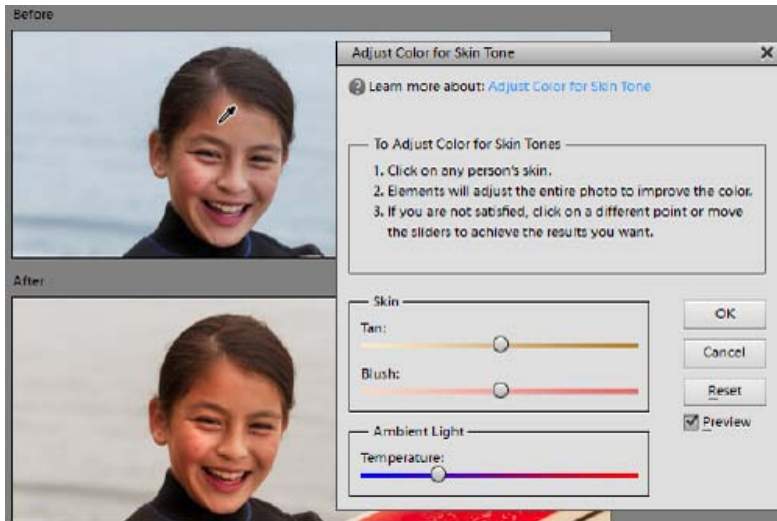 Before
Adjust Color for Skin Tone
Learn more about: Adjust Color for Skin Tone
To Adjust Color for Skin Tones
1. Click on any person's skin.
2. Elements will adjust the entire photo to improve the color.
3. If you are not satisfied, click on a different point or move
the sliders to achieve the results you want.
After
Skin
Tan:
Blush:
Ambient Light
Temperature:
OK
Cancel
Reset
Preview